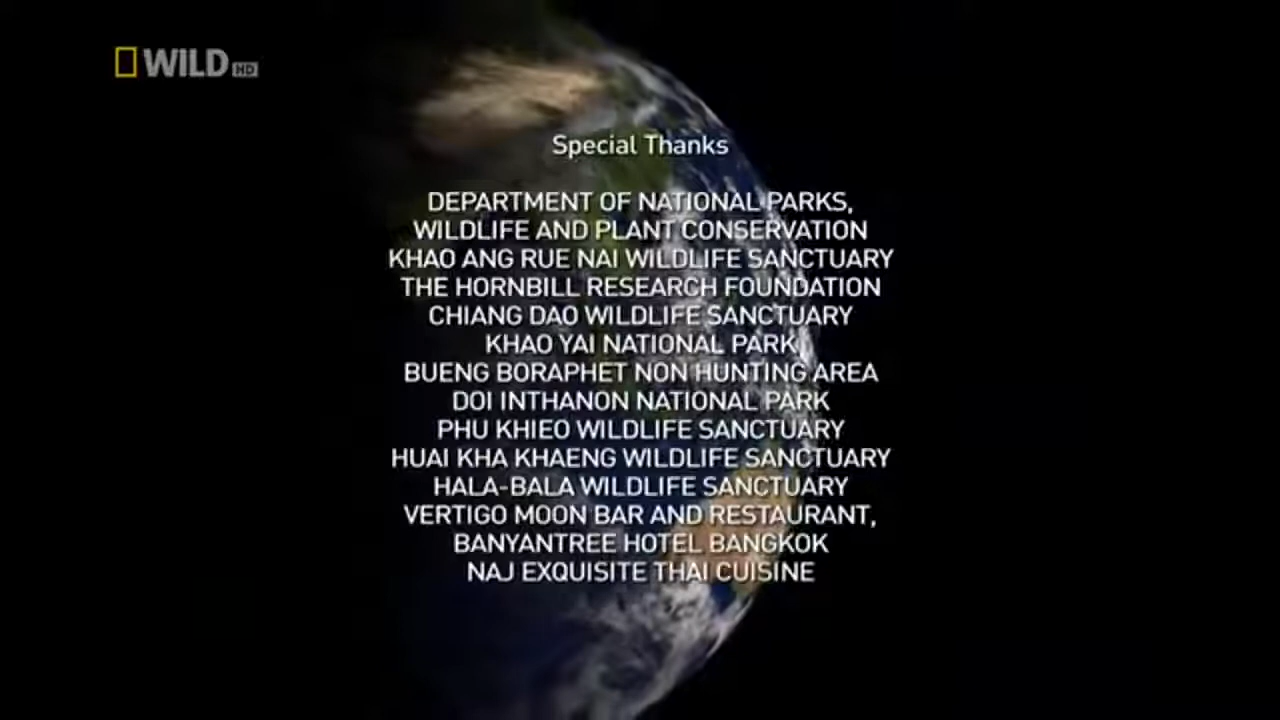 WILD HD
Special Thanks
DEPARTMENT OF NATIONAL PARKS,
WILDLIFE AND PLANT CONSERVATION
KHAO ANG RUE NAI WILDLIFE SANCTUARY
THE HORNBILL RESEARCH FOUNDATION
CHIANG DAO WILDLIFE SANCTUARY
KHAO YAI NATIONAL PARK
BUENG BORAPHET NON HUNTING AREA
DOI INTHANON NATIONAL PARK
PHU KHIEO WILDLIFE SANCTUARY
HUAI KHA KHAENG WILDLIFE SANCTUARY
HALA-BALA WILDLIFE SANCTUARY
VERTIGO MOON BAR AND RESTAURANT,
BANYANTREE HOTEL BANGKOK
NAJ EXQUISITE THAI CUISINE